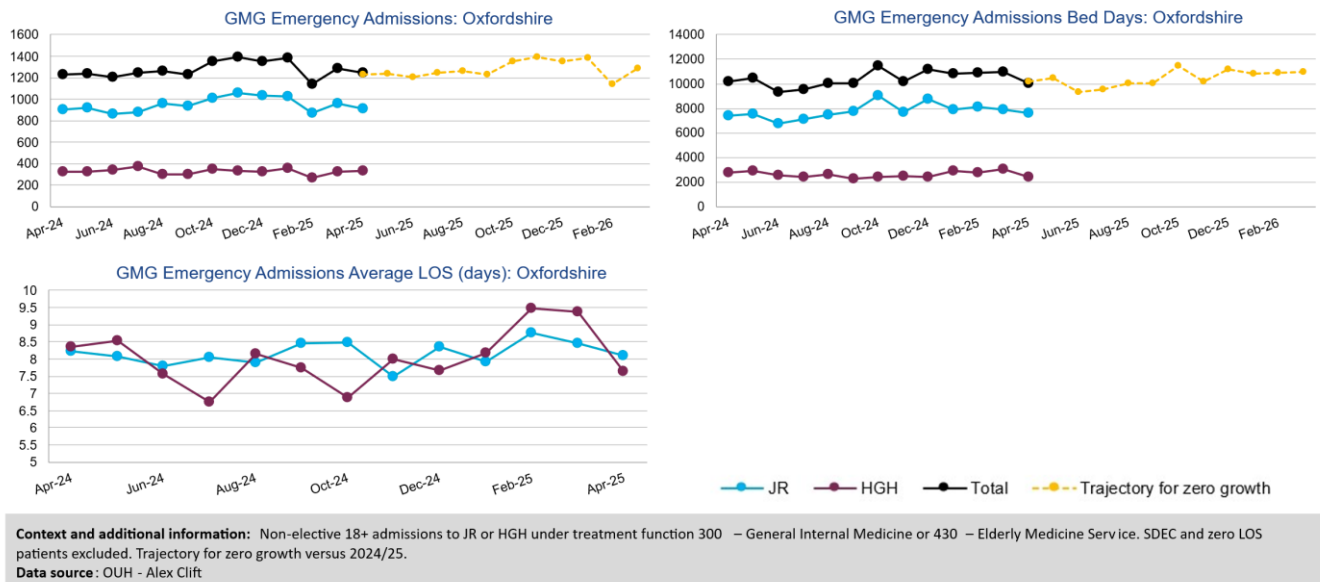 GMG Emergency Admissions: Oxfordshire
1600
1400
1200
1000
800
600
400
200
0
Apr-24
Jun-24
Aug-24
Oct-24
Dec-24
Feb-25
Apr-25
Jun-25
Aug-25
Oct-25
Dec-25
Feb-26
GMG Emergency Admissions Bed Days: Oxfordshire
14000
12000
10000
8000
6000
4000
2000
0
Apr-24
Jun-24
Aug-24
Oct-24
Dec-24
Feb-25
Apr-25
Jun-25
Aug-25
Oct-25
Dec-25
Feb-26
GMG Emergency Admissions Average LOS (days): Oxfordshire
10
9.5
9
8.5
8
7.5
7
6.5
6
5.5
5
Apr-24
Jun-24
Aug-24
Oct-24
Dec-24
Feb-25
Apr-25
JR
HGH
Total
Trajectory for zero growth
Context and additional information: Non-elective 18+ admissions to JR or HGH under treatment function 300 – General Internal Medicine or 430 – Elderly Medicine Service. SDEC and zero LOS
patients excluded. Trajectory for zero growth versus 2024/25.
Data source: OUH - Alex Clift